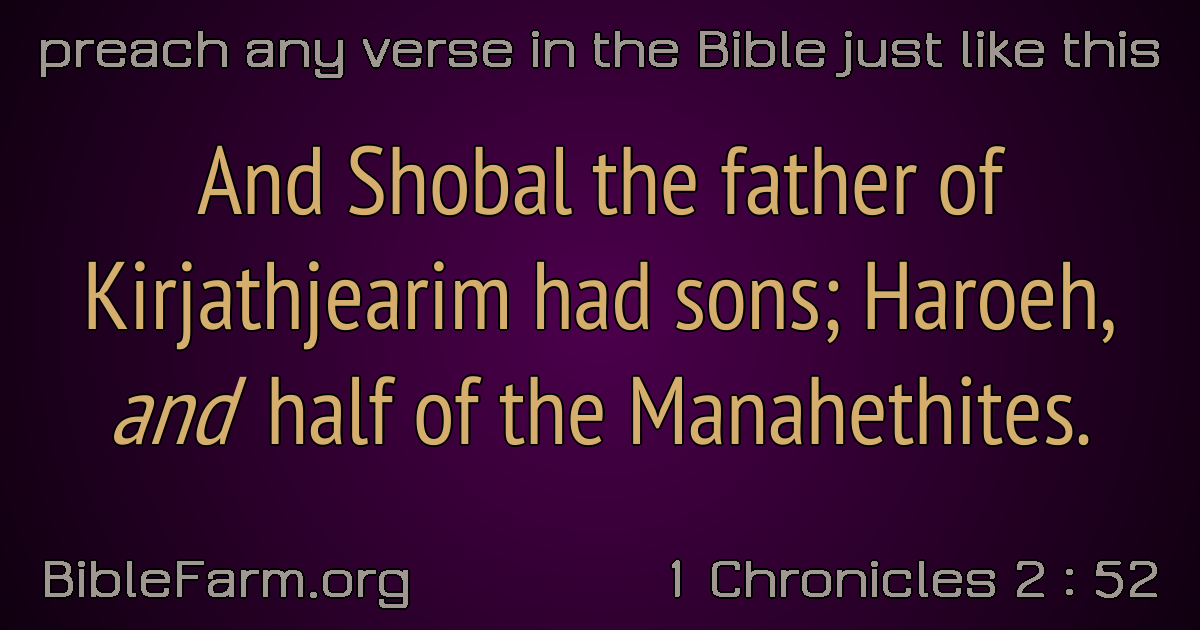 preach any verse in the Bible just like this
And Shobal the father of
Kirjathjearim had sons; Haroeh,
and half of the Manahethites.
BibleFarm.org
1 Chronicles 2 : 52